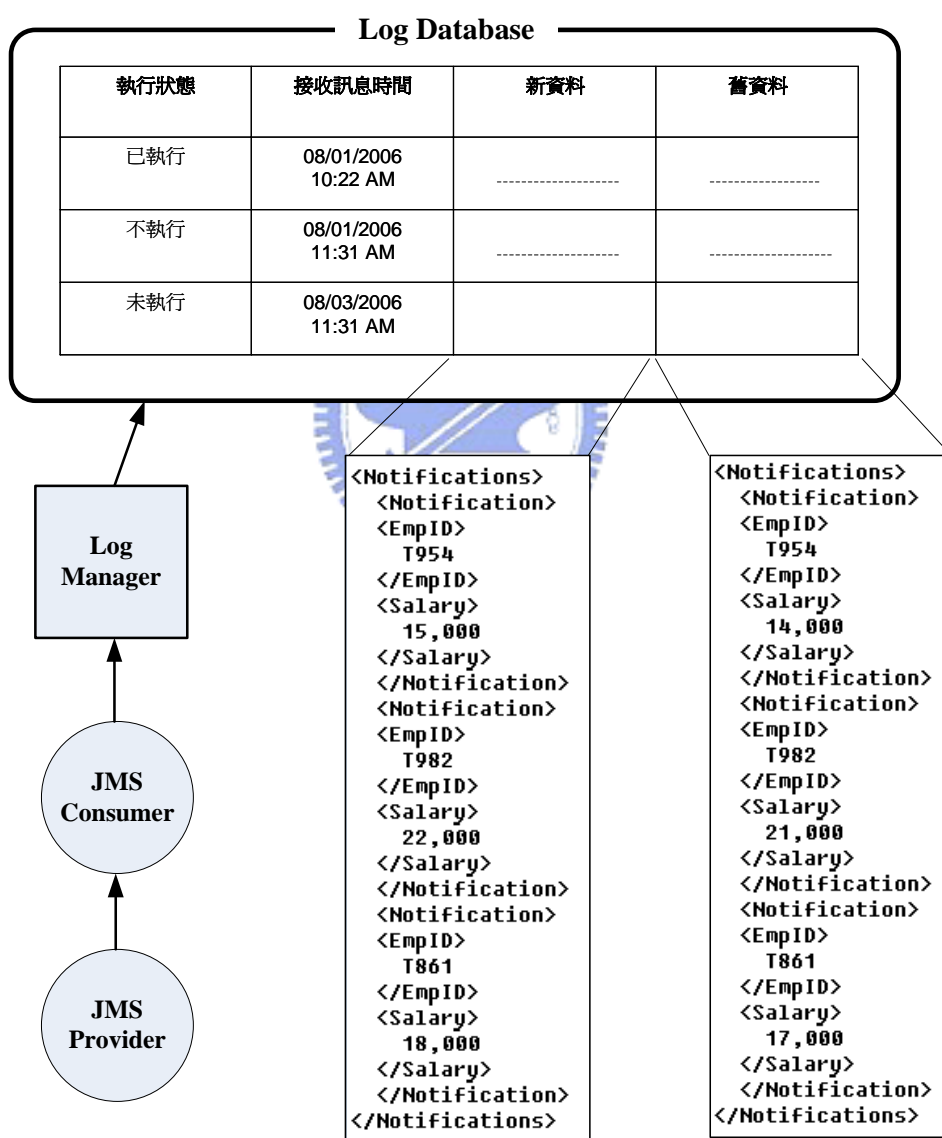 Log Database
執行狀態 接收訊息時間 新資料 舊資料
已執行 08/01/2006 10:22 AM -------------------- ------------------
不執行 08/01/2006 11:31 AM -------------------- --------------------
未執行 08/03/2006 11:31 AM
Log
Manager
JMS
Consumer
JMS
Provider
<Notifications>
<Notification>
<EmpID>
T954
</EmpID>
<Salary>
15,000
</Salary>
</Notification>
<Notification>
<EmpID>
T982
</EmpID>
<Salary>
22,000
</Salary>
</Notification>
<Notification>
<EmpID>
T861
</EmpID>
<Salary>
18,000
</Salary>
</Notification>
</Notifications>
<Notifications>
<Notification>
<EmpID>
T954
</EmpID>
<Salary>
14,000
</Salary>
</Notification>
<Notification>
<EmpID>
T982
</EmpID>
<Salary>
21,000
</Salary>
</Notification>
<Notification>
<EmpID>
T861
</EmpID>
<Salary>
17,000
</Salary>
</Notification>
</Notifications>